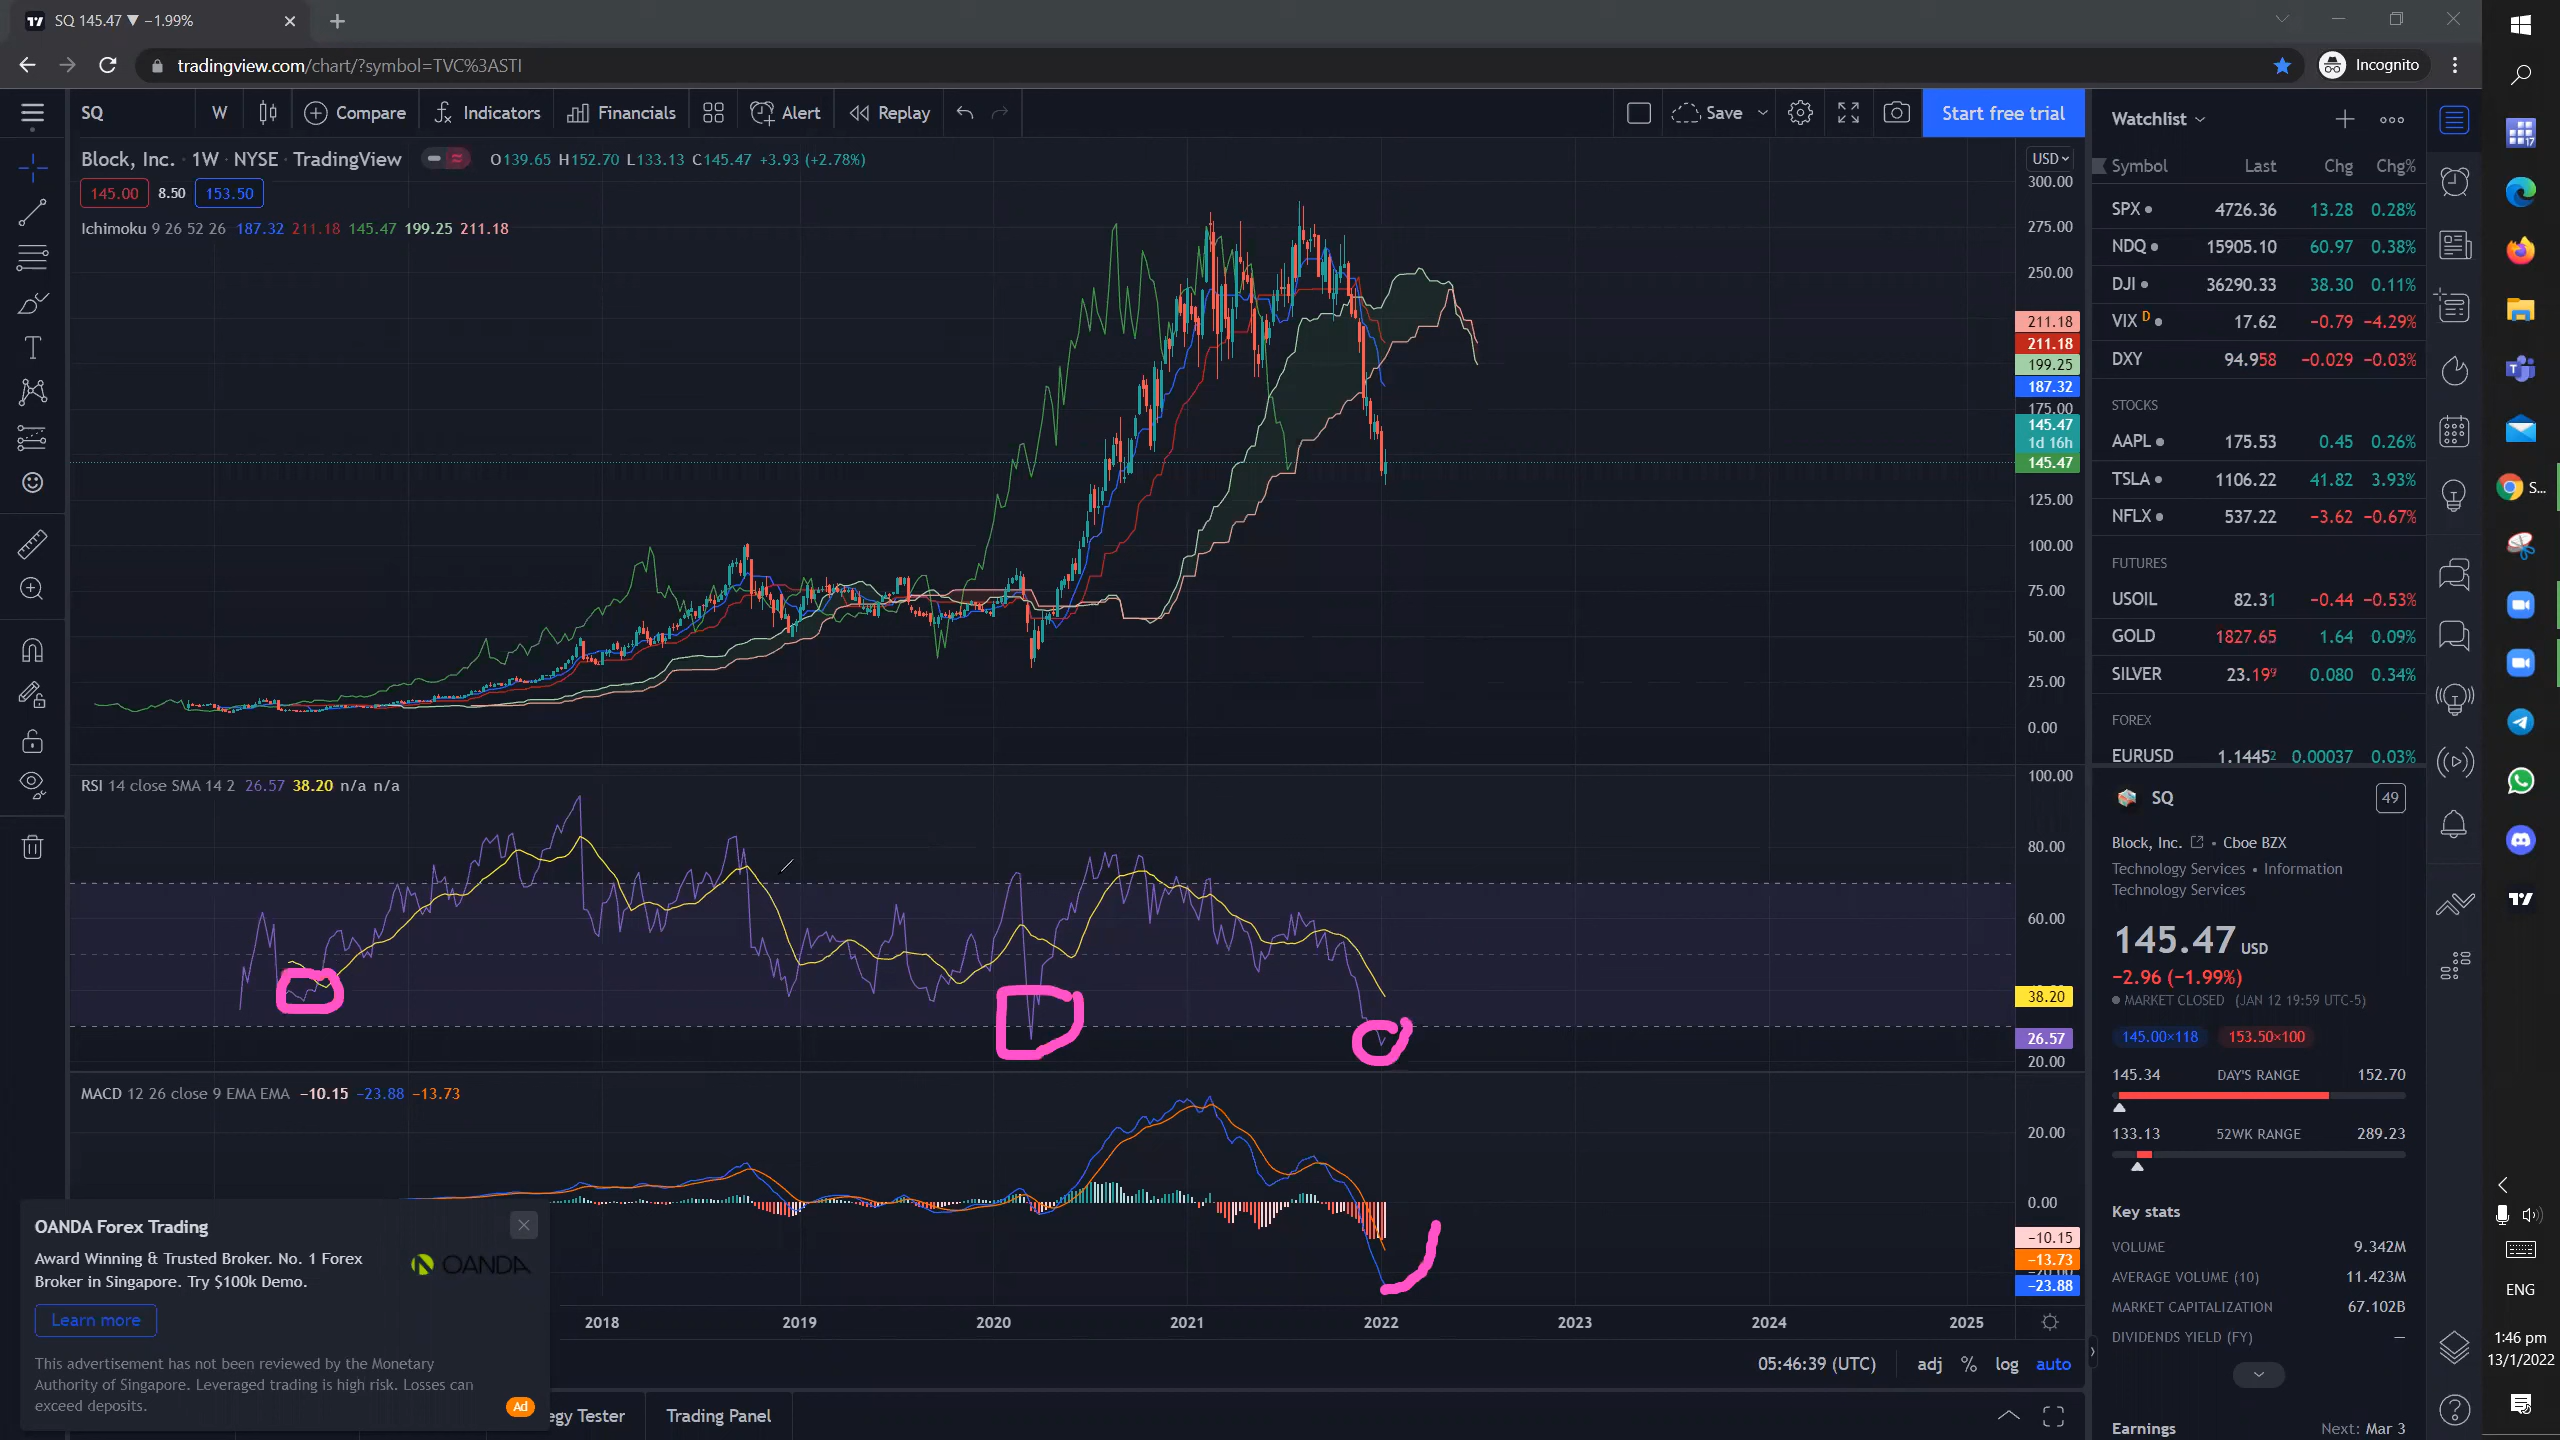 SQ 145.47 ▼ −1.99%
tradingview.com/chart/?symbol=TVC%3ASTI
Incognito
SQ W Compare Indicators Financials Alert Replay Save Start free trial
Block, Inc. · 1W · NYSE · TradingView O139.65 H152.70 L133.13 C145.47 +3.93 (+2.78%)
145.00 8.50 153.50
Ichimoku 9 26 52 26 187.32 211.18 145.47 199.25 211.18
USD
300.00
275.00
250.00
211.18
211.18
199.25
187.32
175.00
145.47
1d 16h
145.47
125.00
100.00
75.00
50.00
25.00
0.00
RSI 14 close SMA 14 2 26.57 38.20 n/a n/a
100.00
80.00
60.00
38.20
26.57
20.00
MACD 12 26 close 9 EMA EMA −10.15 −23.88 −13.73
20.00
0.00
−10.15
−13.73
−23.88
2018 2019 2020 2021 2022 2023 2024 2025
05:46:39 (UTC) adj % log auto
egy Tester Trading Panel
OANDA Forex Trading
Award Winning & Trusted Broker. No. 1 Forex
Broker in Singapore. Try $100k Demo.
OANDA
Learn more
This advertisement has not been reviewed by the Monetary
Authority of Singapore. Leveraged trading is high risk. Losses can
exceed deposits.
Ad
Watchlist
Symbol Last Chg Chg%
SPX 4726.36 13.28 0.28%
NDQ 15905.10 60.97 0.38%
DJI 36290.33 38.30 0.11%
VIX D 17.62 −0.79 −4.29%
DXY 94.958 −0.029 −0.03%
STOCKS
AAPL 175.53 0.45 0.26%
TSLA 1106.22 41.82 3.93%
NFLX 537.22 −3.62 −0.67%
FUTURES
USOIL 82.31 −0.44 −0.53%
GOLD 1827.65 1.64 0.09%
SILVER 23.199 0.080 0.34%
FOREX
EURUSD 1.14452 0.00037 0.03%
SQ 49
Block, Inc. • Cboe BZX
Technology Services • Information
Technology Services
145.47 USD
−2.96 (−1.99%)
MARKET CLOSED (JAN 12 19:59 UTC-5)
145.00×118 153.50×100
145.34 DAY'S RANGE 152.70
133.13 52WK RANGE 289.23
Key stats
VOLUME 9.342M
AVERAGE VOLUME (10) 11.423M
MARKET CAPITALIZATION 67.102B
DIVIDENDS YIELD (FY) —
Earnings Next: Mar 3
17
S...
ENG
1:46 pm
13/1/2022